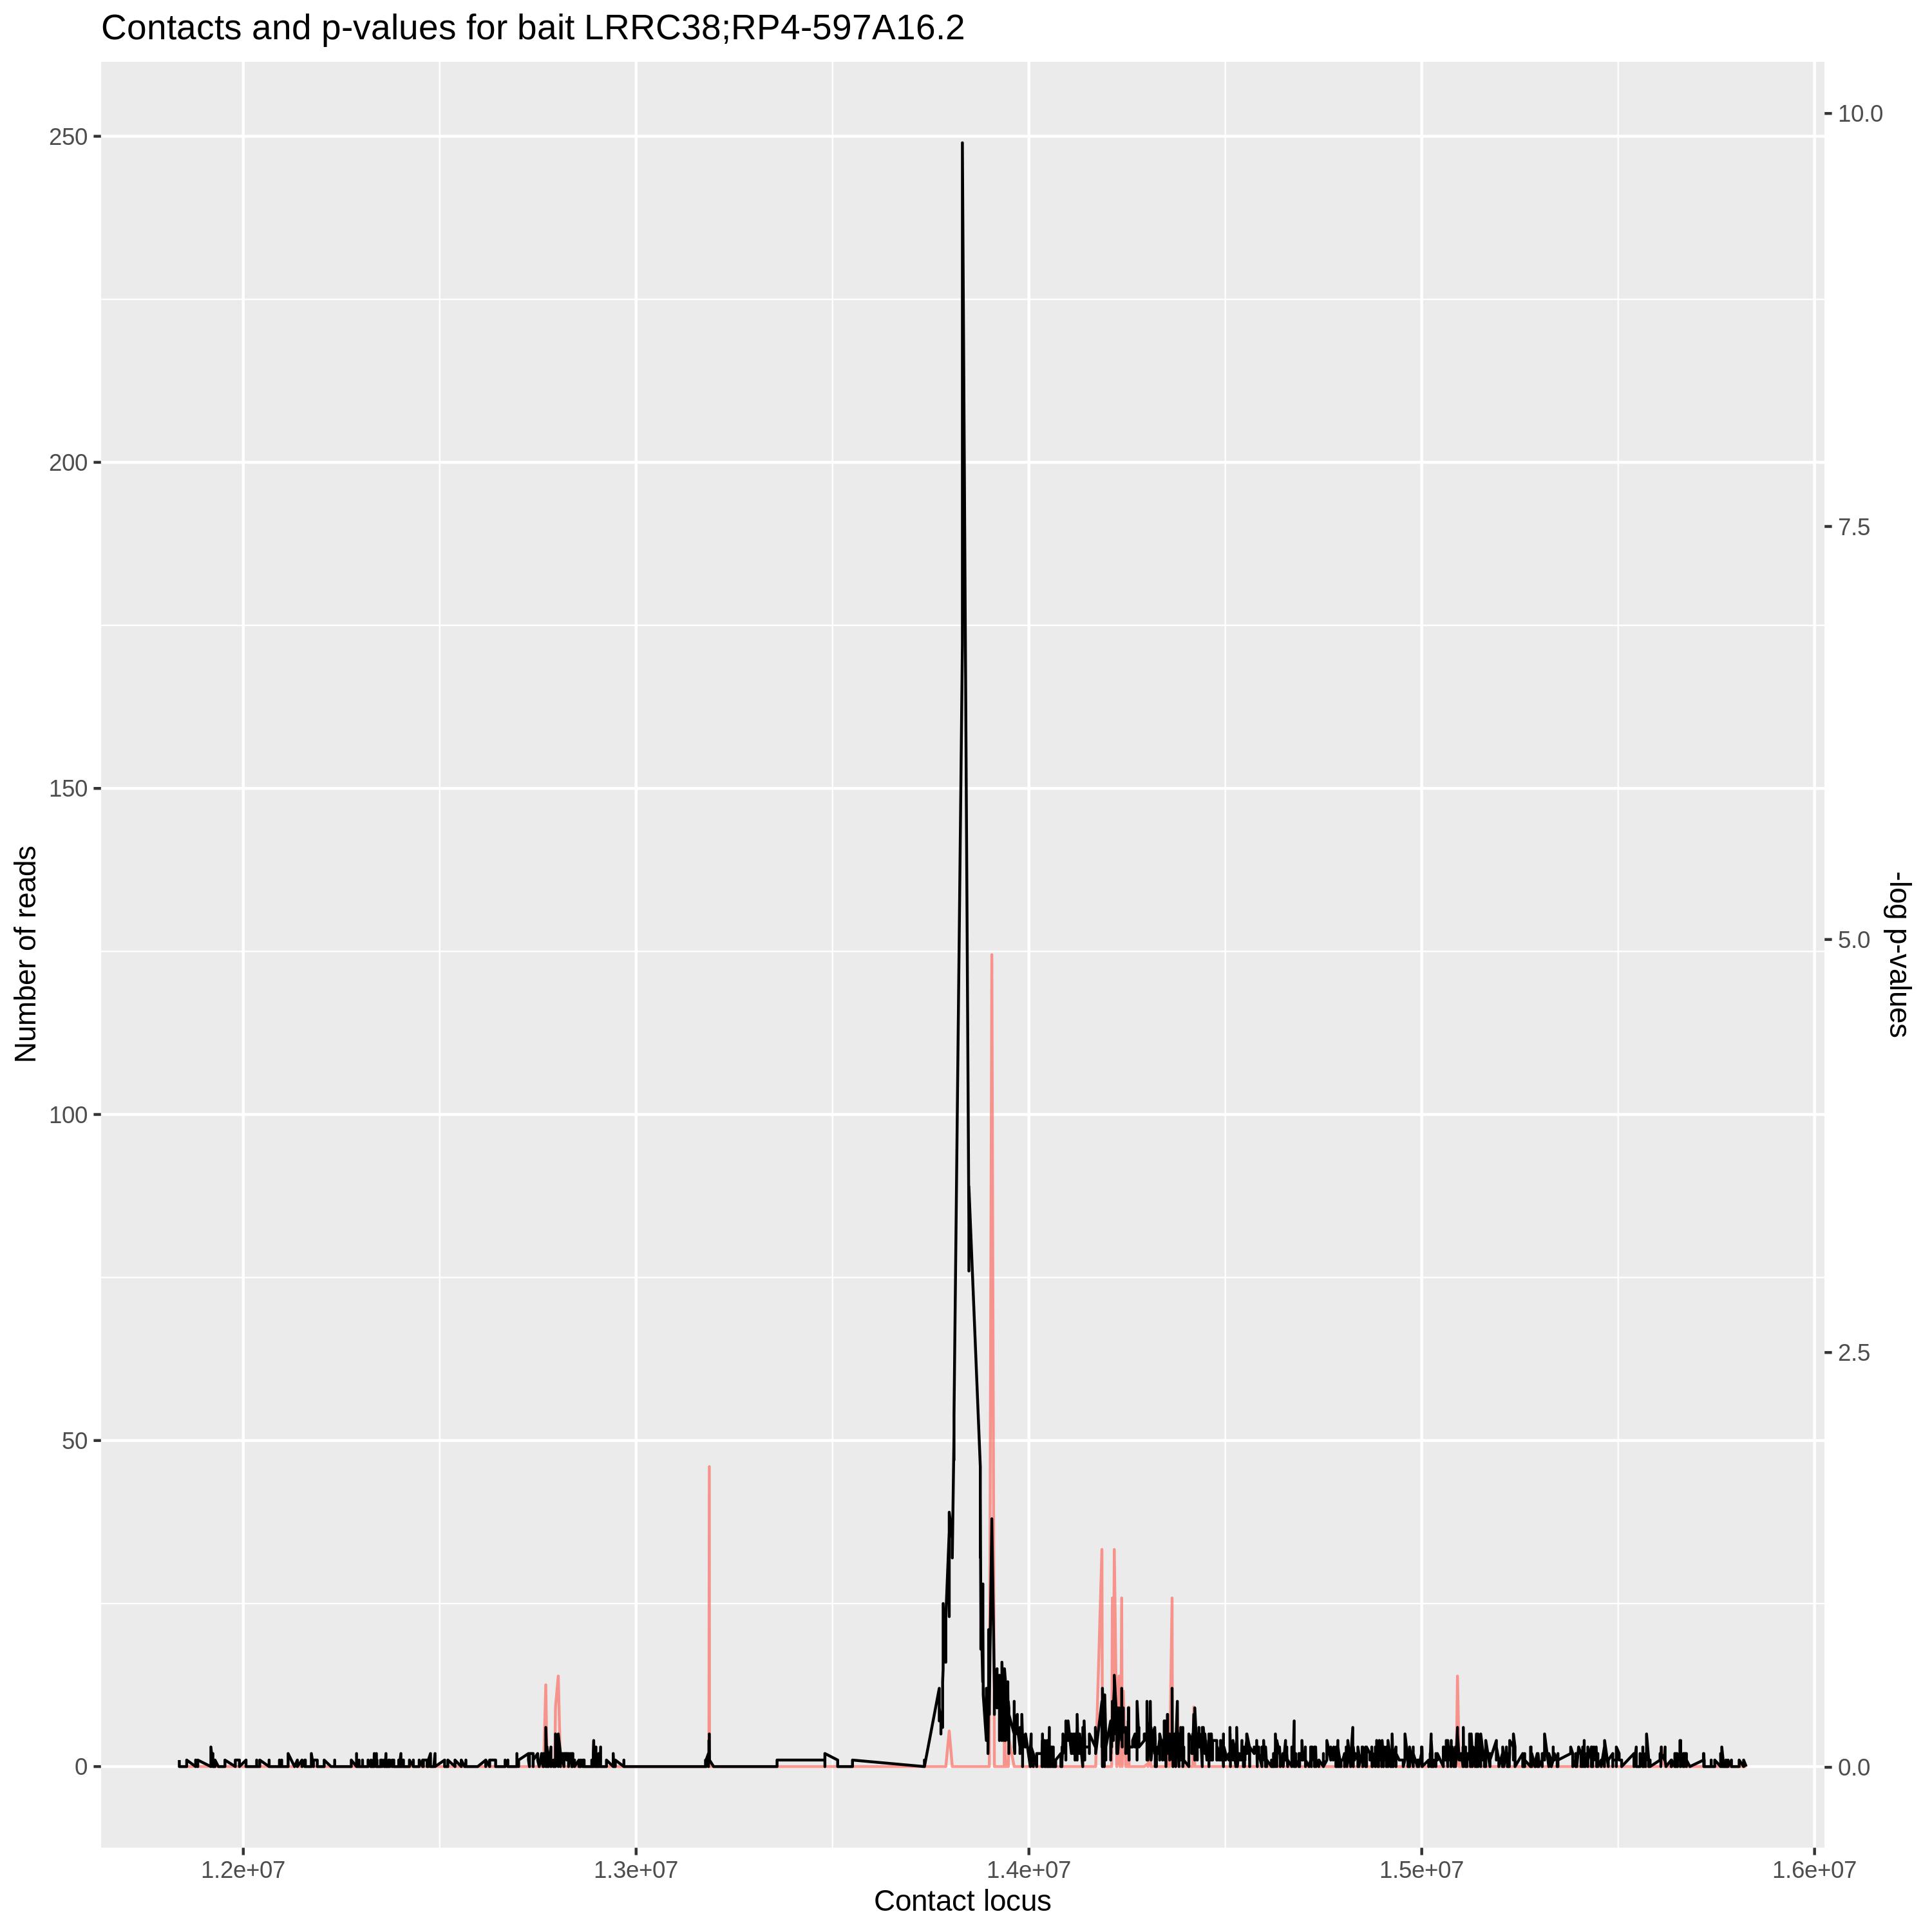 Contacts and p-values for bait LRRC38;RP4-597A16.2
250
200
150
100
50
0
Number of reads
10.0
7.5
5.0
2.5
0.0
-log p-values
1.2e+07
1.3e+07
1.4e+07
1.5e+07
1.6e+07
Contact locus